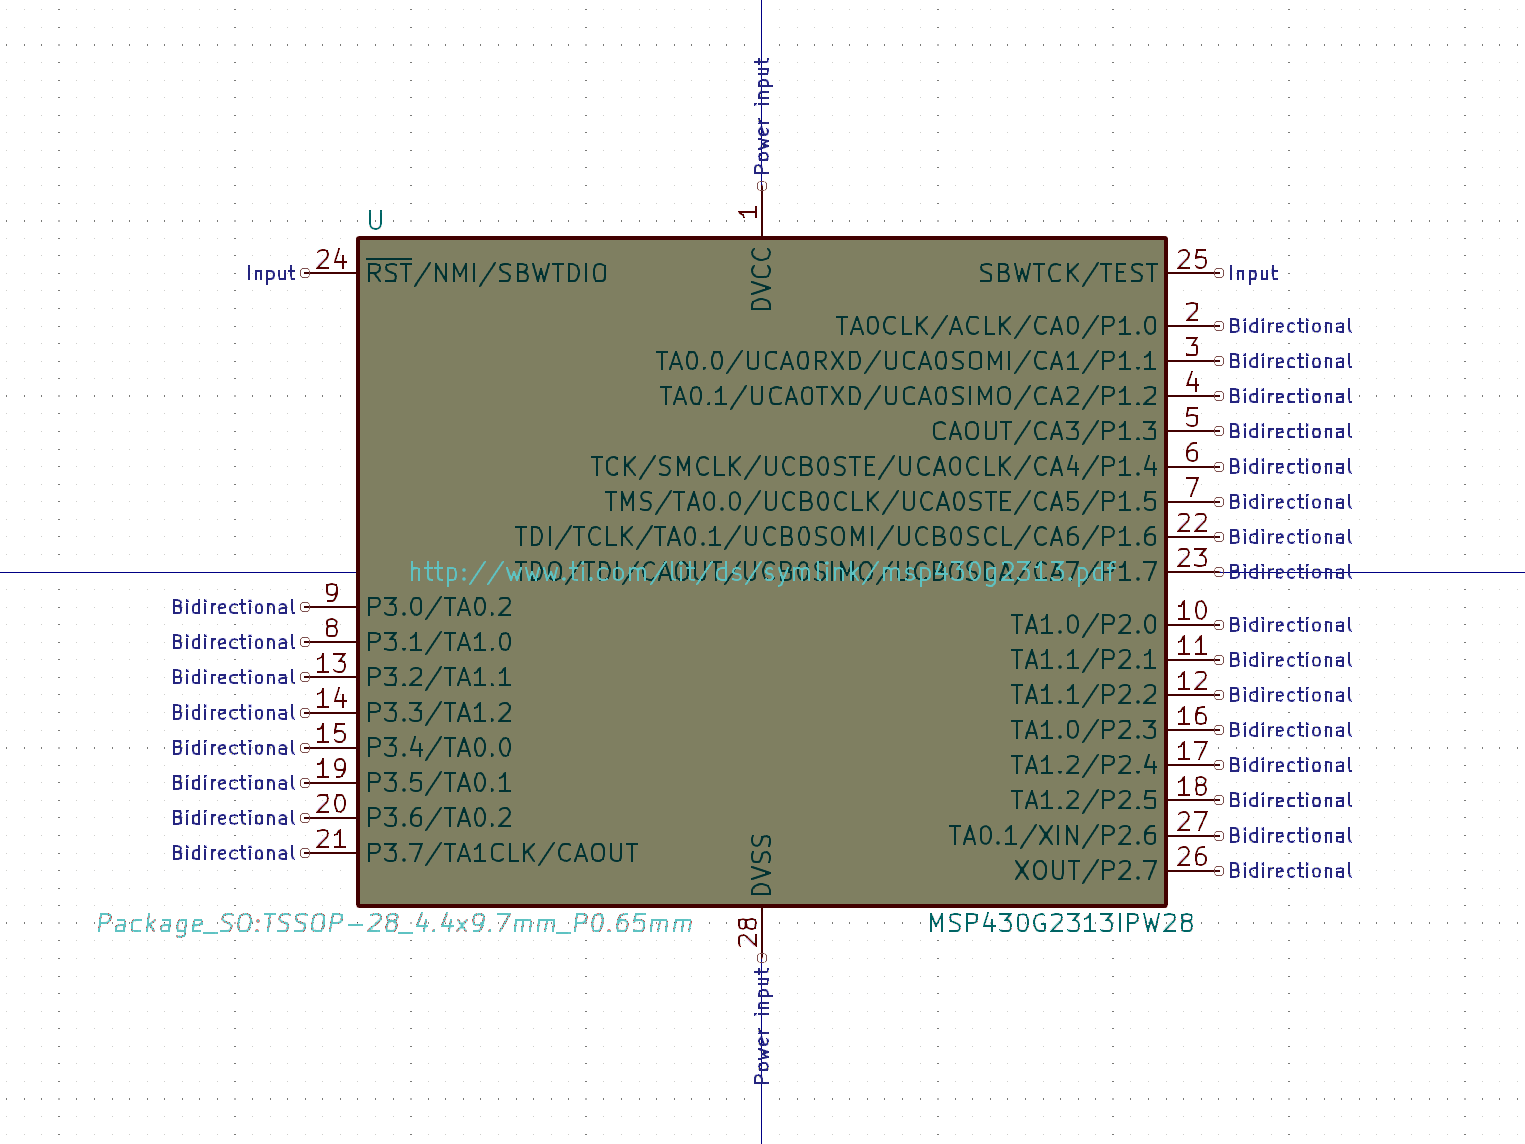 Power input
1
U
DVCC
Input 24 RST/NMI/SBWTDIO
SBWTCK/TEST 25 Input
TA0CLK/ACLK/CA0/P1.0 2 Bidirectional
TA0.0/UCA0RXD/UCA0SOMI/CA1/P1.1 3 Bidirectional
TA0.1/UCA0TXD/UCA0SIMO/CA2/P1.2 4 Bidirectional
CAOUT/CA3/P1.3 5 Bidirectional
TCK/SMCLK/UCB0STE/UCA0CLK/CA4/P1.4 6 Bidirectional
TMS/TA0.0/UCB0CLK/UCA0STE/CA5/P1.5 7 Bidirectional
TDI/TCLK/TA0.1/UCB0SOMI/UCB0SCL/CA6/P1.6 22 Bidirectional
TDO/TDI/CAOUT/UCB0SIMO/UCB0SDA/CA7/P1.7 23 Bidirectional
http://www.ti.com/lit/ds/symlink/msp430g2313.pdf
Bidirectional 9 P3.0/TA0.2
Bidirectional 8 P3.1/TA1.0
Bidirectional 13 P3.2/TA1.1
Bidirectional 14 P3.3/TA1.2
Bidirectional 15 P3.4/TA0.0
Bidirectional 19 P3.5/TA0.1
Bidirectional 20 P3.6/TA0.2
Bidirectional 21 P3.7/TA1CLK/CAOUT
TA1.0/P2.0 10 Bidirectional
TA1.1/P2.1 11 Bidirectional
TA1.1/P2.2 12 Bidirectional
TA1.0/P2.3 16 Bidirectional
TA1.2/P2.4 17 Bidirectional
TA1.2/P2.5 18 Bidirectional
TA0.1/XIN/P2.6 27 Bidirectional
XOUT/P2.7 26 Bidirectional
DVSS
Package_SO:TSSOP-28_4.4x9.7mm_P0.65mm
MSP430G2313IPW28
28
Power input